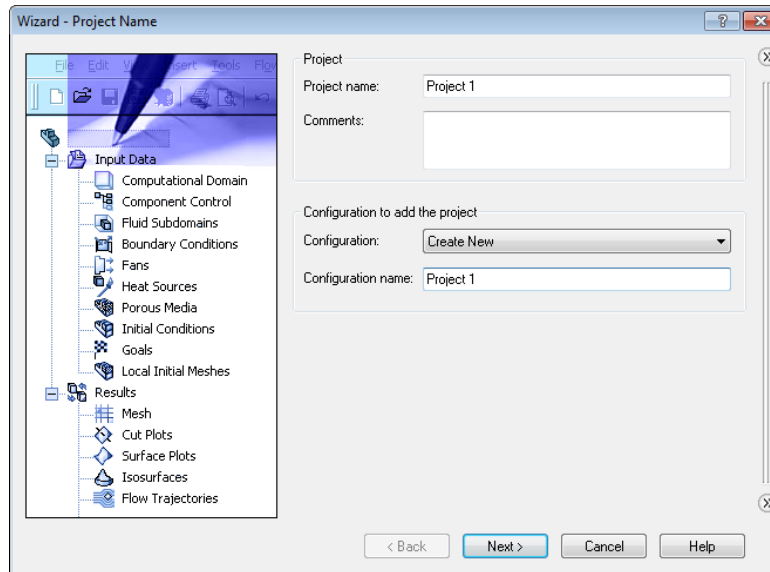 Wizard - Project Name
File Edit View Insert Tools Flow
Project
Project name: Project 1
Comments:
Input Data
Computational Domain
Component Control
Fluid Subdomains
Boundary Conditions
Fans
Heat Sources
Porous Media
Initial Conditions
Goals
Local Initial Meshes
Results
Mesh
Cut Plots
Surface Plots
Isosurfaces
Flow Trajectories
Configuration to add the project
Configuration: Create New
Configuration name: Project 1
< Back Next > Cancel Help